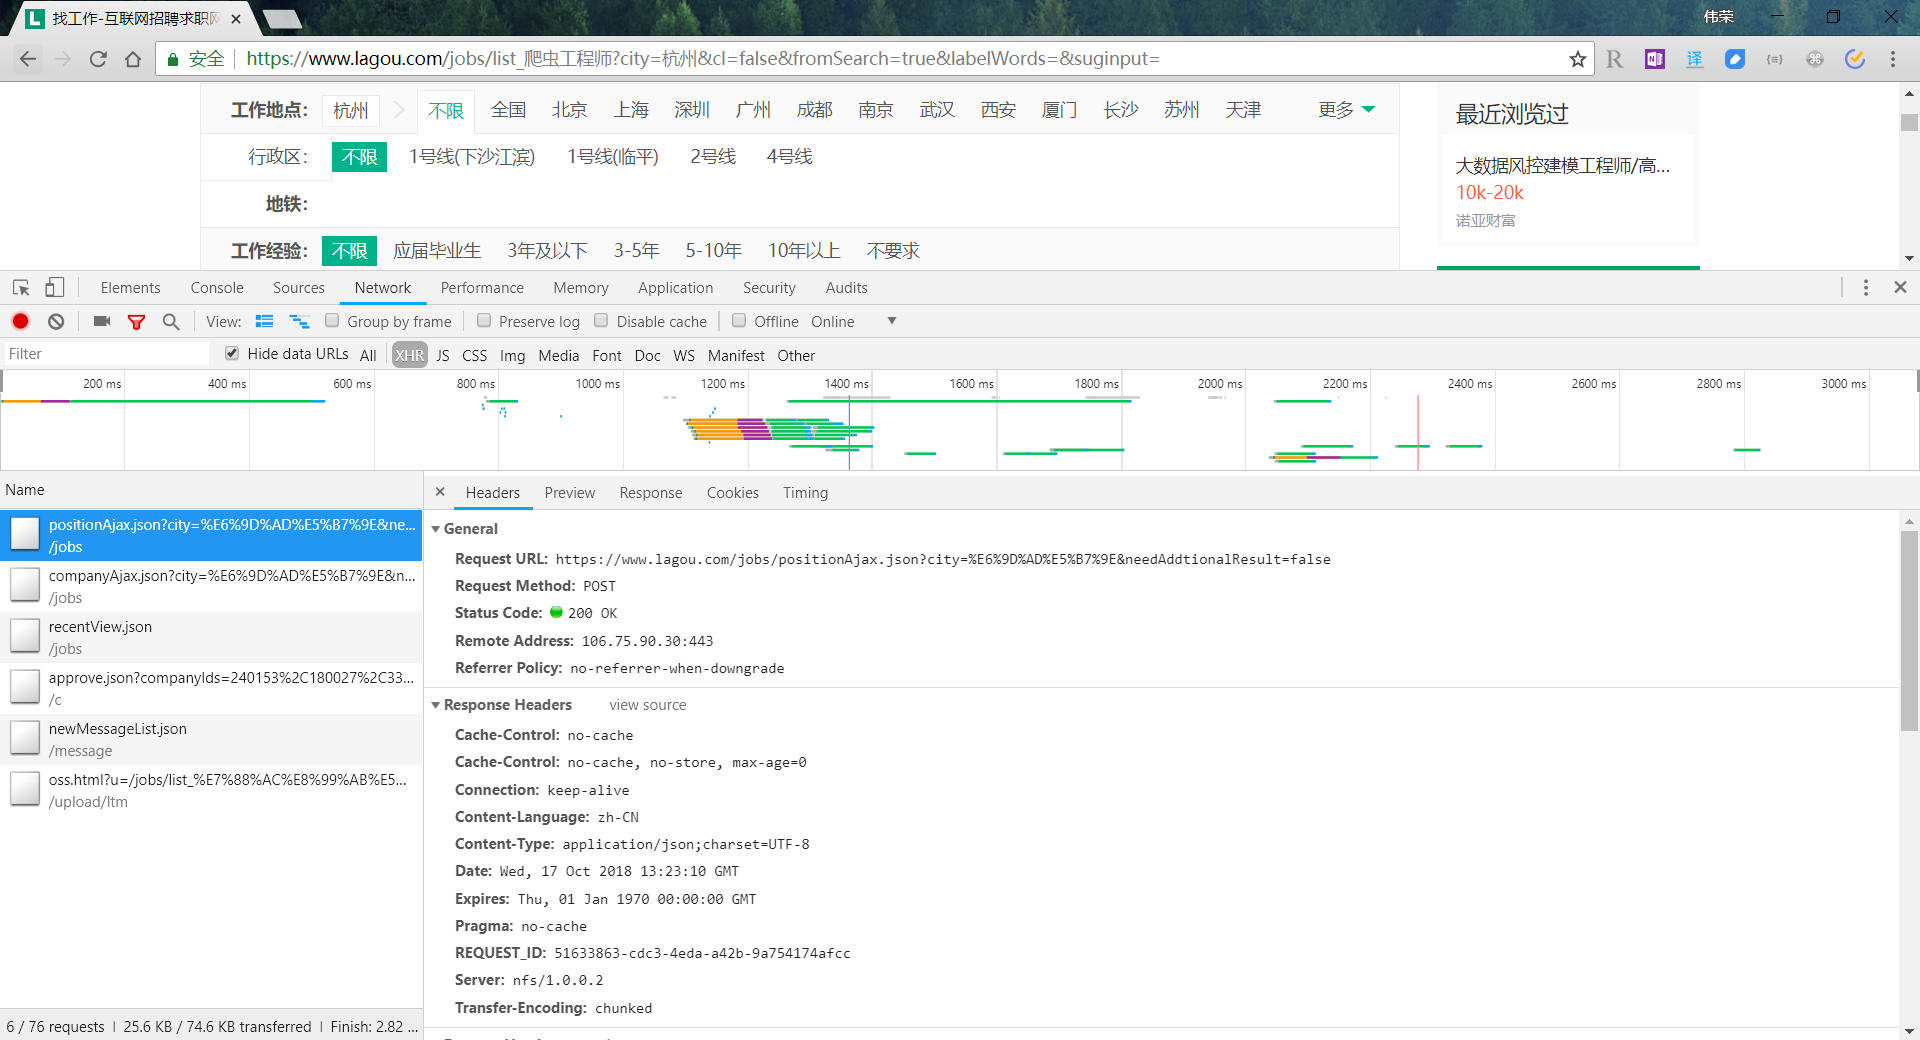 找工作-互联网招聘求职网
伟荣
安全 https://www.lagou.com/jobs/list_爬虫工程师?city=杭州&cl=false&fromSearch=true&labelWords=&suginput=
工作地点: 杭州 不限 全国 北京 上海 深圳 广州 成都 南京 武汉 西安 厦门 长沙 苏州 天津 更多
行政区: 不限 1号线(下沙江滨) 1号线(临平) 2号线 4号线
地铁:
工作经验: 不限 应届毕业生 3年及以下 3-5年 5-10年 10年以上 不要求
最近浏览过
大数据风控建模工程师/高...
10k-20k
诺亚财富
Elements Console Sources Network Performance Memory Application Security Audits
View: Group by frame Preserve log Disable cache Offline Online
Filter Hide data URLs All XHR JS CSS Img Media Font Doc WS Manifest Other
200 ms 400 ms 600 ms 800 ms 1000 ms 1200 ms 1400 ms 1600 ms 1800 ms 2000 ms 2200 ms 2400 ms 2600 ms 2800 ms 3000 ms
Name
positionAjax.json?city=%E6%9D%AD%E5%B7%9E&ne...
/jobs
companyAjax.json?city=%E6%9D%AD%E5%B7%9E&n...
/jobs
recentView.json
/jobs
approve.json?companyIds=240153%2C180027%2C33...
/c
newMessageList.json
/message
oss.html?u=/jobs/list_%E7%88%AC%E8%99%AB%E5...
/upload/ltm
6 / 76 requests | 25.6 KB / 74.6 KB transferred | Finish: 2.82 ...
Headers Preview Response Cookies Timing
General
Request URL: https://www.lagou.com/jobs/positionAjax.json?city=%E6%9D%AD%E5%B7%9E&needAddtionalResult=false
Request Method: POST
Status Code: 200 OK
Remote Address: 106.75.90.30:443
Referrer Policy: no-referrer-when-downgrade
Response Headers view source
Cache-Control: no-cache
Cache-Control: no-cache, no-store, max-age=0
Connection: keep-alive
Content-Language: zh-CN
Content-Type: application/json;charset=UTF-8
Date: Wed, 17 Oct 2018 13:23:10 GMT
Expires: Thu, 01 Jan 1970 00:00:00 GMT
Pragma: no-cache
REQUEST_ID: 51633863-cdc3-4eda-a42b-9a754174afcc
Server: nfs/1.0.0.2
Transfer-Encoding: chunked